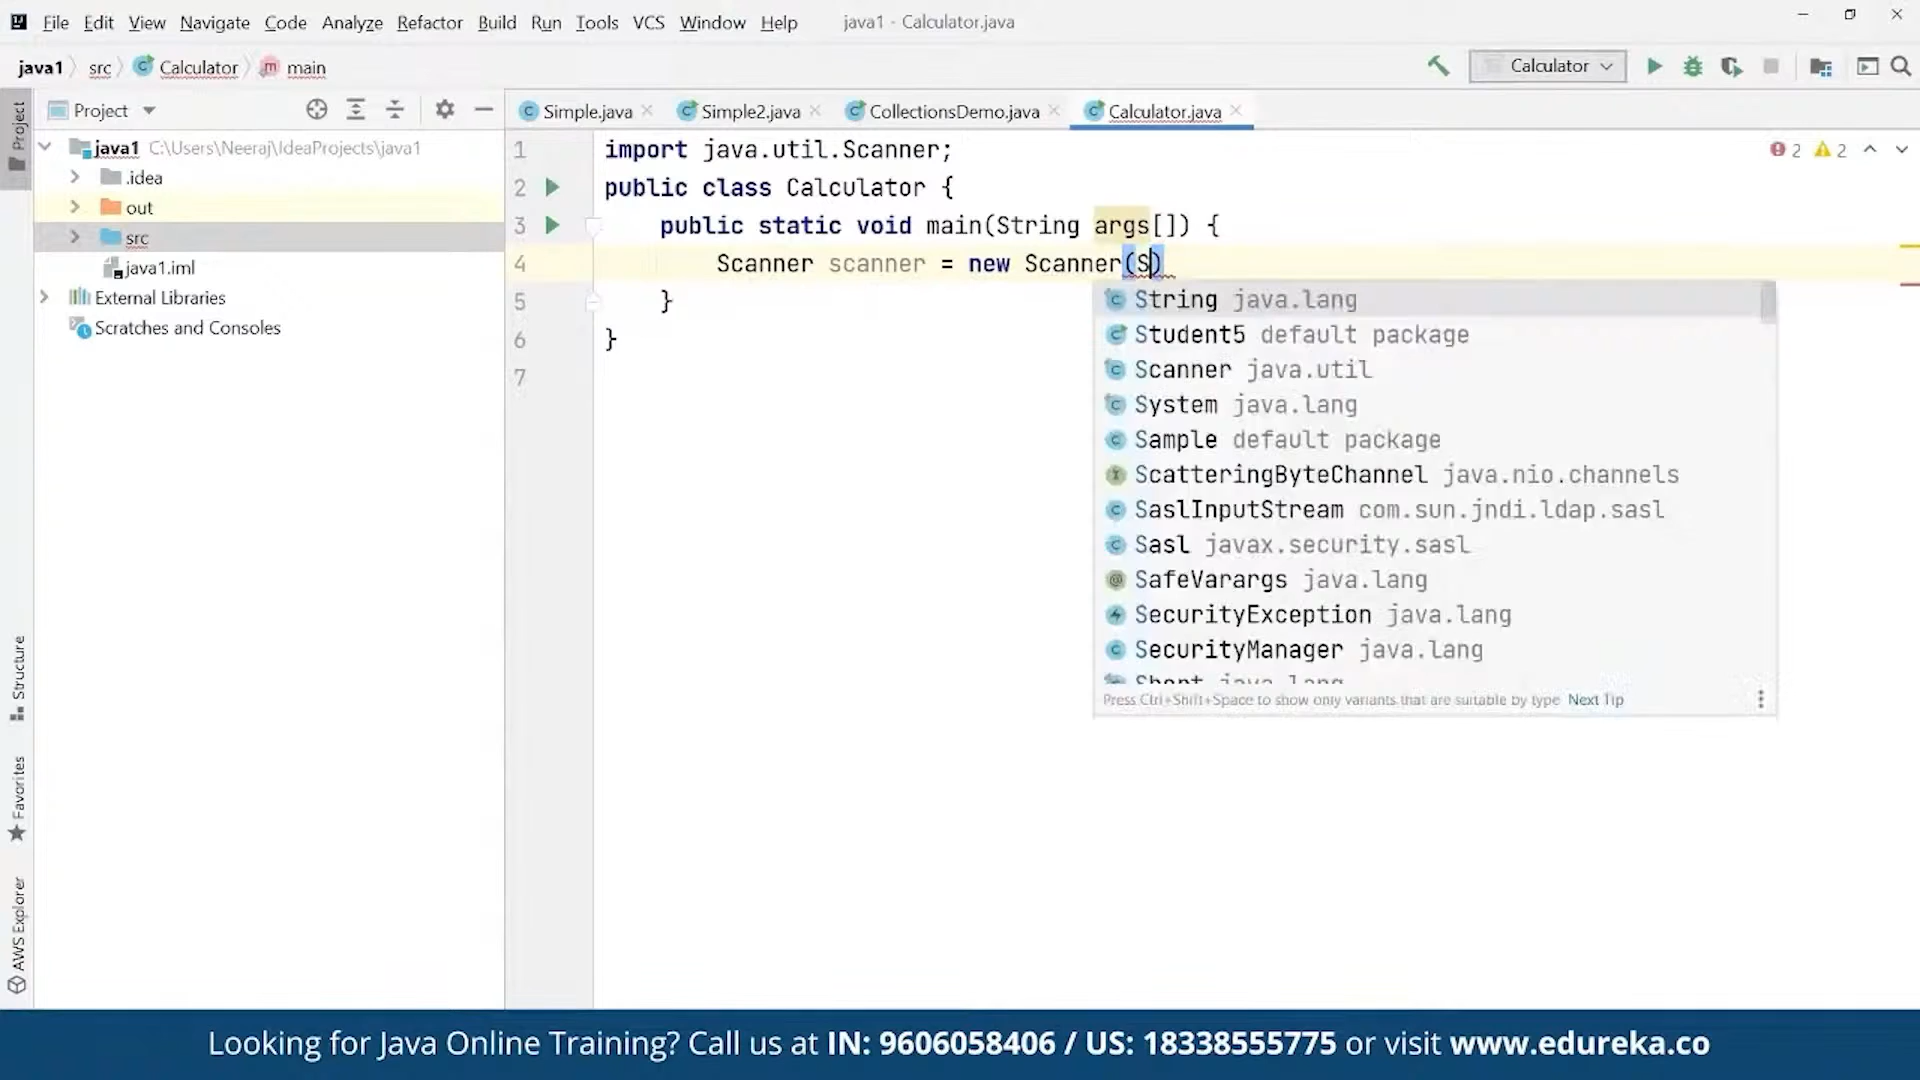 File Edit View Navigate Code Analyze Refactor Build Run Tools VCS Window Help java1 - Calculator.java
java1 src Calculator main
Calculator
Project
Project
Simple.java Simple2.java CollectionsDemo.java Calculator.java
java1 C:\Users\Neeraj\IdeaProjects\java1
.idea
out
src
java1.iml
External Libraries
Scratches and Consoles
Structure
Favorites
AWS Explorer
2 2
1 import java.util.Scanner;
2 public class Calculator {
3 public static void main(String args[]) {
4 Scanner scanner = new Scanner(S)
5 }
6 }
7
String java.lang
Student5 default package
Scanner java.util
System java.lang
Sample default package
ScatteringByteChannel java.nio.channels
SaslInputStream com.sun.jndi.ldap.sasl
Sasl javax.security.sasl
SafeVarargs java.lang
SecurityException java.lang
SecurityManager java.lang
Short java.lang
Press Ctrl+Shift+Space to show only variants that are suitable by type Next Tip
Looking for Java Online Training? Call us at IN: 9606058406 / US: 18338555775 or visit www.edureka.co